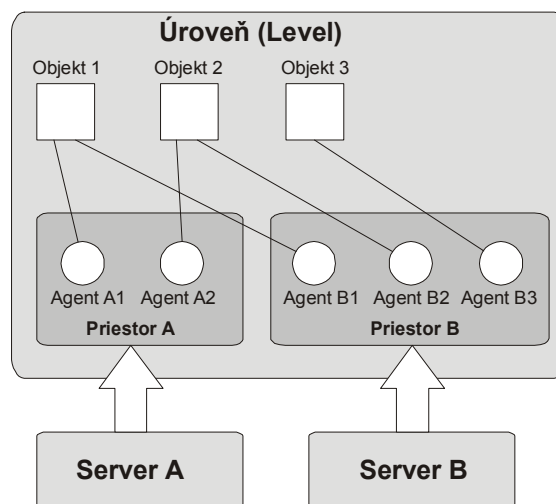 Úroveň (Level)
Objekt 1 Objekt 2 Objekt 3
Agent A1 Agent A2 Agent B1 Agent B2 Agent B3
Priestor A Priestor B
Server A Server B